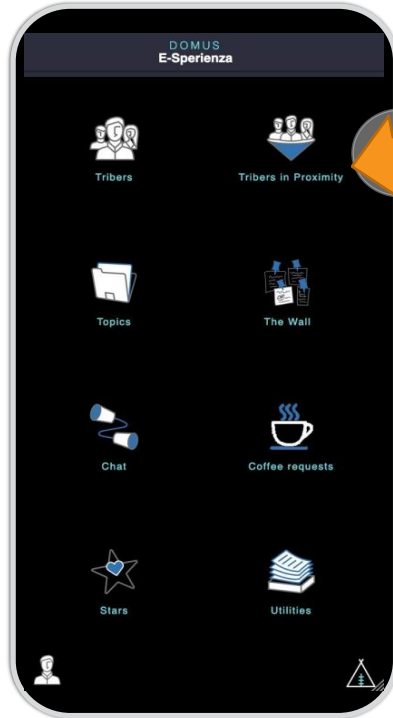 DOMUS
E-Sperienza
Tribers
Tribers in Proximity
Topics
The Wall
Chat
Coffee requests
Stars
Utilities